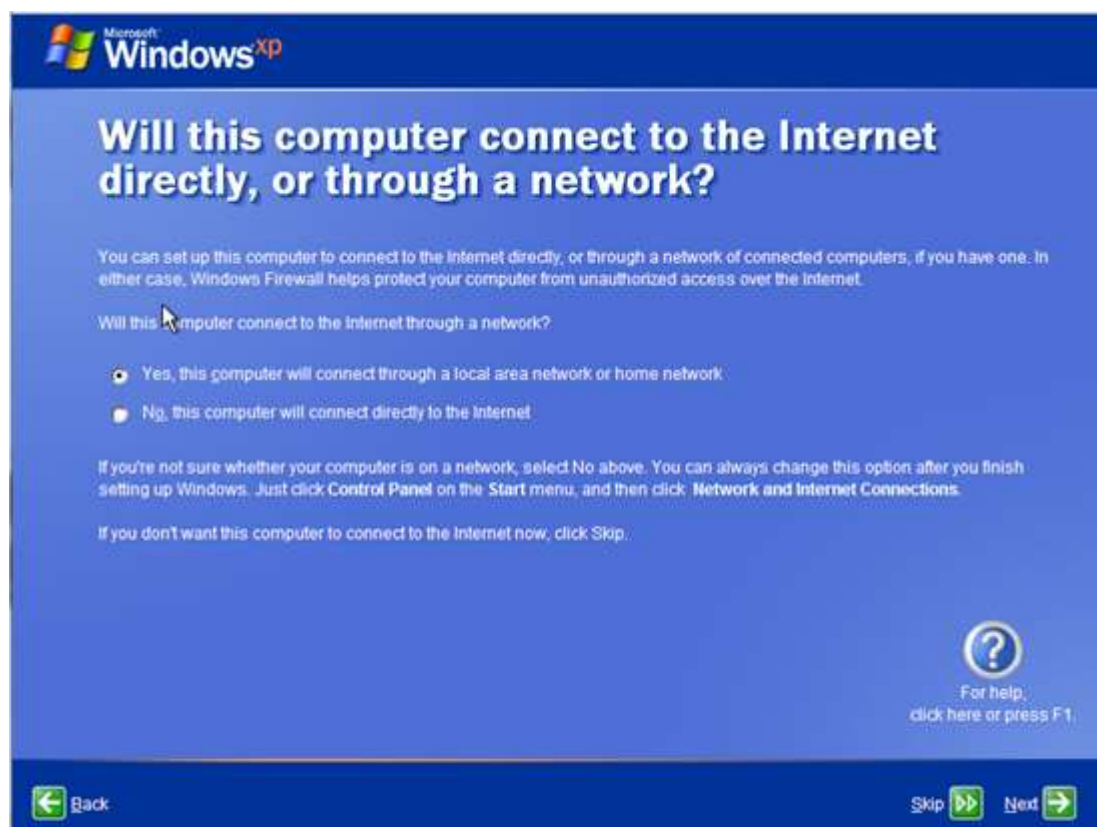 Microsoft
Windows xp
Will this computer connect to the Internet
directly, or through a network?
You can set up this computer to connect to the Internet directly, or through a network of connected computers, if you have one. In
either case, Windows Firewall helps protect your computer from unauthorized access over the Internet.
Will this computer connect to the Internet through a network?
Yes, this computer will connect through a local area network or home network
No, this computer will connect directly to the Internet
If you're not sure whether your computer is on a network, select No above. You can always change this option after you finish
setting up Windows. Just click Control Panel on the Start menu, and then click Network and Internet Connections.
If you don't want this computer to connect to the Internet now, click Skip.
For help,
click here or press F1.
Back
Skip
Next